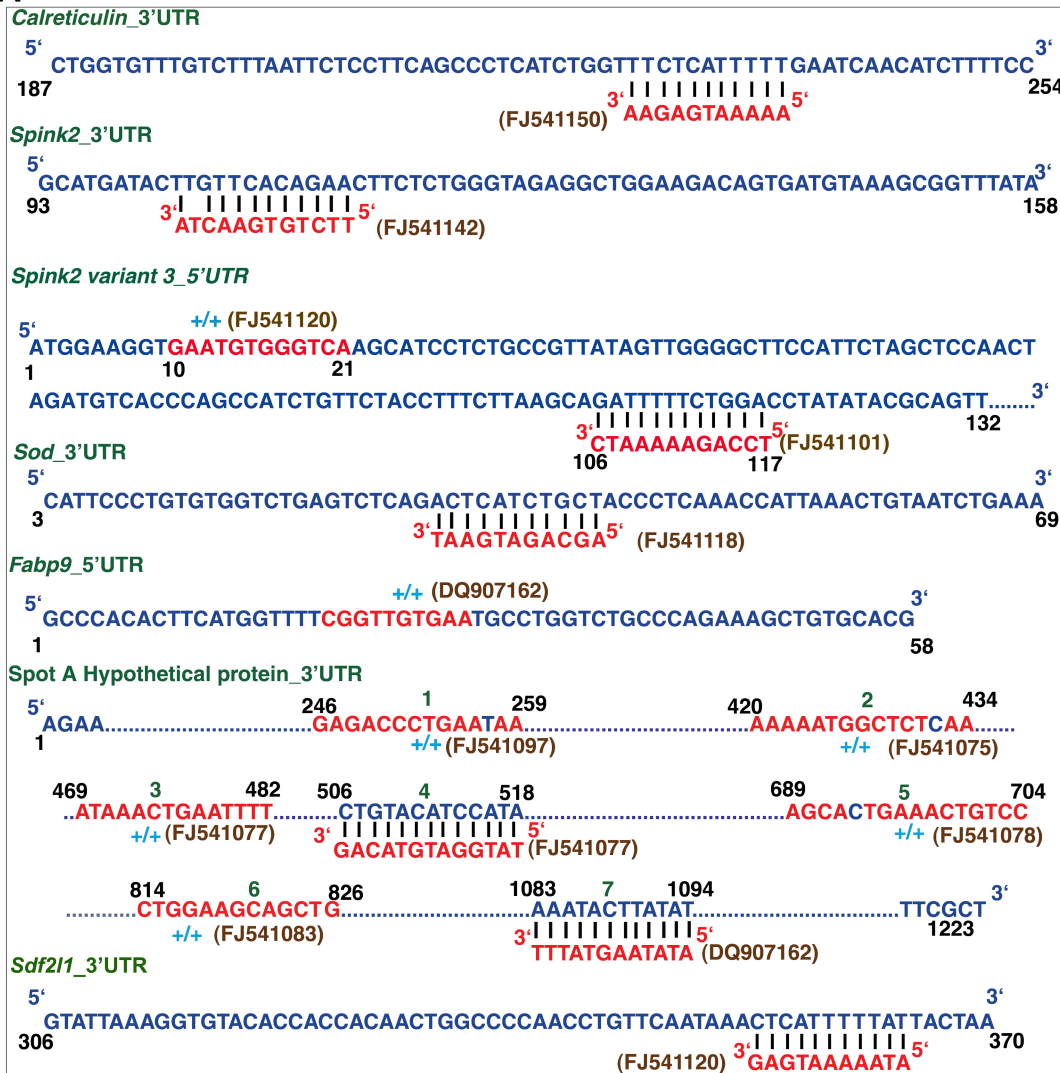 Calreticulin_3'UTR
5‘ 3‘
CTGGTGTTTGTCTTTAATTCTCCTTCAGCCCTCATCTGGTTTCTCATTTTTTGAATCAACATCTTTTCC
187 254
(FJ541150) 3‘ AAGAGTAAAAA 5‘
Spink2_3'UTR
5‘ 3‘
GCATGATACTTGTTCACAGAACTTCTCTGGGTAGAGGCTGGAAGACAGTGATGTAAAGCGGTTTATA
93 158
3‘ ATCAAGTGTCTT 5‘ (FJ541142)
Spink2 variant 3_5'UTR
+/+ (FJ541120)
5‘ ATGGAAGGTGAATGTGGGTCAAGCATCCTCTGCCGTTATAGTTGGGGCTTCCATTCTAGCTCCAACT
1 10 21
AGATGTCACCCAGCCATCTGTTCTACCTTTCTTAAGCAGATTTTTCTGGACCTATATACGCAGTT........ 3‘
132
3‘ CTAAAAAGACCT 5‘ (FJ541101)
106 117
Sod_3'UTR
5‘ 3‘
CATTCCCTGTGTGGTCTGAGTCTCAGACTCATCTGCTACCCTCAAACCATTAAACTGTAATCTGAAA
3 69
3‘ TAAGTAGACGA 5‘ (FJ541118)
Fabp9_5'UTR
+/+ (DQ907162)
5‘ GCCCACACTTCATGGTTTTCGGTTGTGAATGCCTGGTCTGCCCAGAAAGCTGTGCACG 3‘
1 58
Spot A Hypothetical protein_3'UTR
246 1 259 420 2 434
5‘ AGAA..................................GAGACCCTGAATAA.....................................AAAAATGGCTCTCAA......
1 +/+ (FJ541097) +/+ (FJ541075)
469 3 482 506 4 518 689 5 704
..ATAAACTGAATTTT..........CTGTACATCCATA..........................................AGCACTGAAACTGTCC
+/+ (FJ541077) 3‘ GACATGTAGGTAT 5‘ (FJ541077) +/+ (FJ541078)
814 6 826 1083 7 1094
...........CTGGAAGCAGCTG..............................AAATACTTATAT.................................TTCGCT 3‘
+/+ (FJ541083) 3‘ TTTATGAATATA 5‘ (DQ907162) 1223
Sdf2l1_3'UTR
5‘ 3‘
GTATTAAAGGTGTACACCACCACAACTGGCCCCAACCTGTTCAATAAACTCATTTTTATTACTAA
306 370
(FJ541120) 3‘ GAGTAAAAATA 5‘